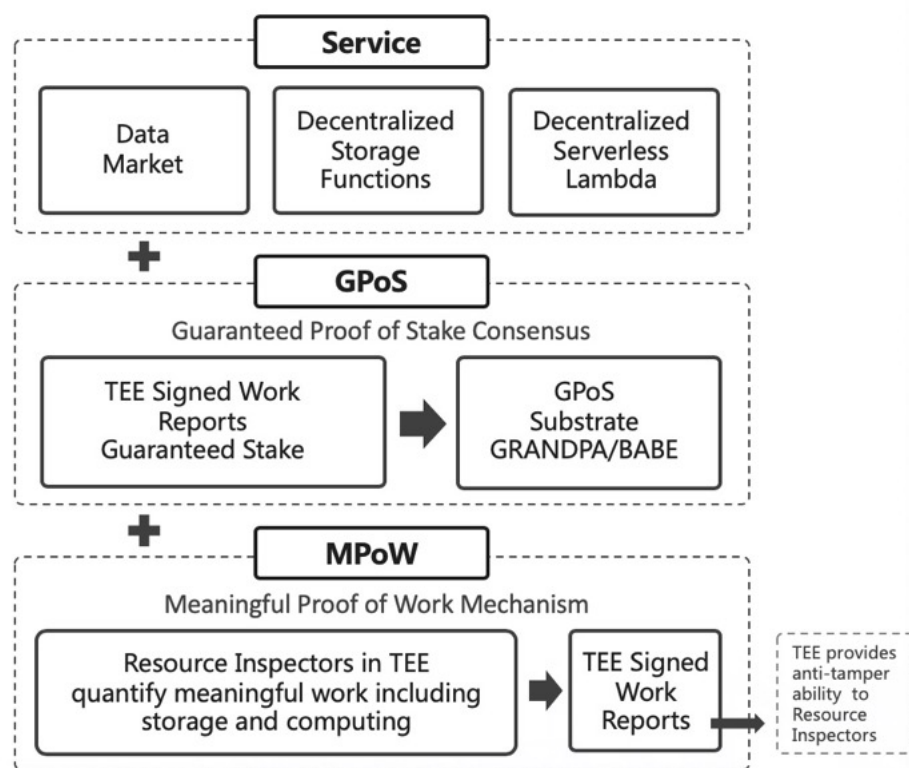 Service
Data
Market
Decentralized
Storage
Functions
Decentralized
Serverless
Lambda
GPoS
Guaranteed Proof of Stake Consensus
TEE Signed Work
Reports
Guaranteed Stake
GPoS
Substrate
GRANDPA/BABE
MPoW
Meaningful Proof of Work Mechanism
Resource Inspectors in TEE
quantify meaningful work including
storage and computing
TEE Signed
Work
Reports
TEE provides
anti-tamper
ability to
Resource
Inspectors